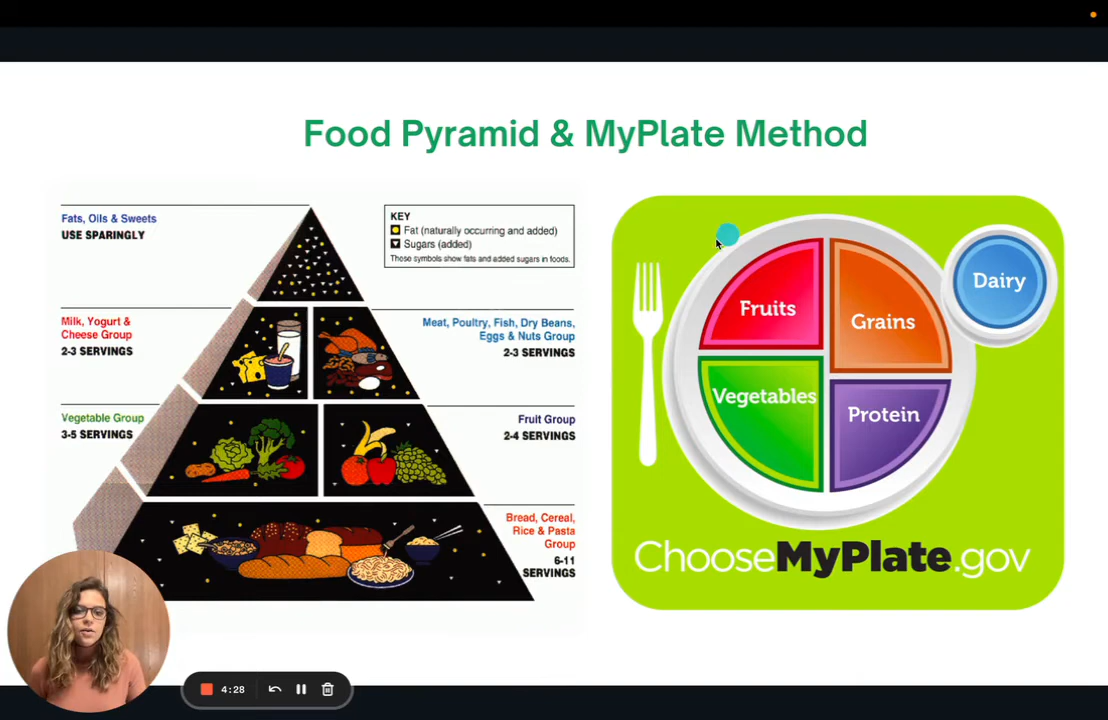 Food Pyramid & MyPlate Method
Fats, Oils & Sweets
USE SPARINGLY
KEY
Fat (naturally occurring and added)
Sugars (added)
These symbols show fats and added sugars in foods.
Milk, Yogurt &
Cheese Group
2-3 SERVINGS
Meat, Poultry, Fish, Dry Beans,
Eggs & Nuts Group
2-3 SERVINGS
Vegetable Group
3-5 SERVINGS
Fruit Group
2-4 SERVINGS
Bread, Cereal,
Rice & Pasta
Group
6-11
SERVINGS
Fruits
Grains
Dairy
Vegetables
Protein
ChooseMyPlate.gov
4:28